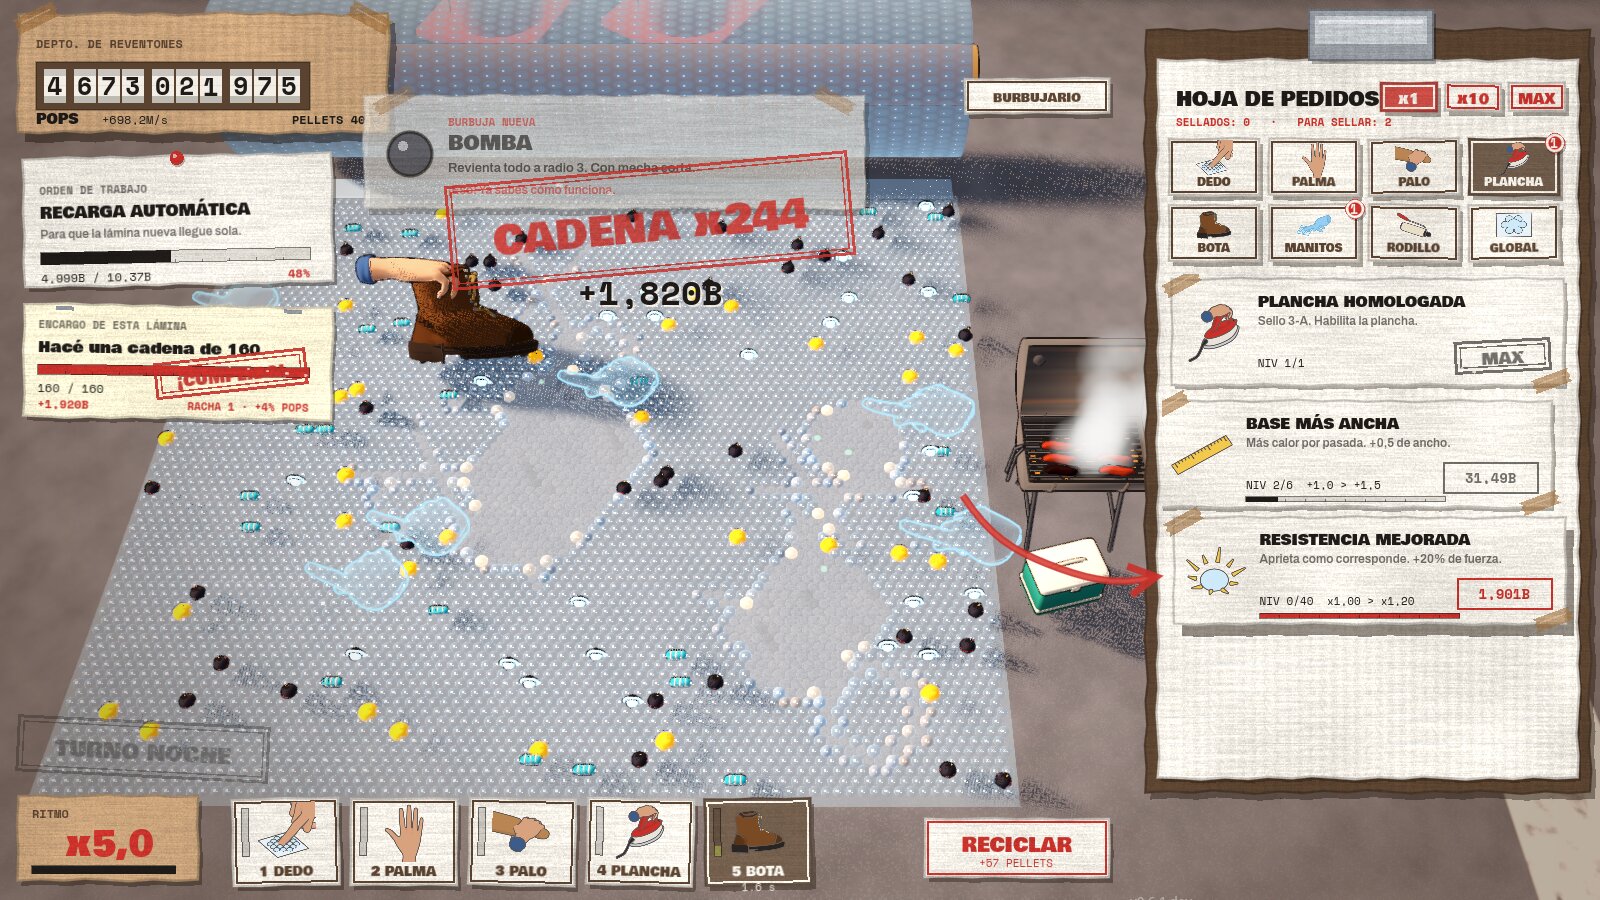 DEPTO. DE REVENTONES
4 673 021 975
POPS +698,2M/s PELLETS 40
ORDEN DE TRABAJO
RECARGA AUTOMÁTICA
Para que la lámina nueva llegue sola.
4,999B / 10,37B 48%
ENCARGO DE ESTA LÁMINA
Hacé una cadena de 160
160 / 160
+1,920B RACHA 1 · +4% POPS
BURBUJA NUEVA
BOMBA
Revienta todo a radio 3. Con mecha corta.
sabés cómo funciona.
CADENA x244
+1,820B
BURBUJARIO
HOJA DE PEDIDOS x1 x10 MAX
SELLADOS: 0 · PARA SELLAR: 2
DEDO PALMA PALO PLANCHA 1
BOTA MANITOS 1 RODILLO GLOBAL
PLANCHA HOMOLOGADA
Sello 3-A. Habilita la plancha.
NIV 1/1 MAX
BASE MÁS ANCHA
Más calor por pasada. +0,5 de ancho.
NIV 2/6 +1,0 > +1,5 31,49B
RESISTENCIA MEJORADA
Aprieta como corresponde. +20% de fuerza.
NIV 0/40 x1,00 > x1,20 1,901B
TURNO NOCHE
RITMO
x5,0
1 DEDO 2 PALMA 3 PALO 4 PLANCHA 5 BOTA
1.6 s
RECICLAR
+57 PELLETS